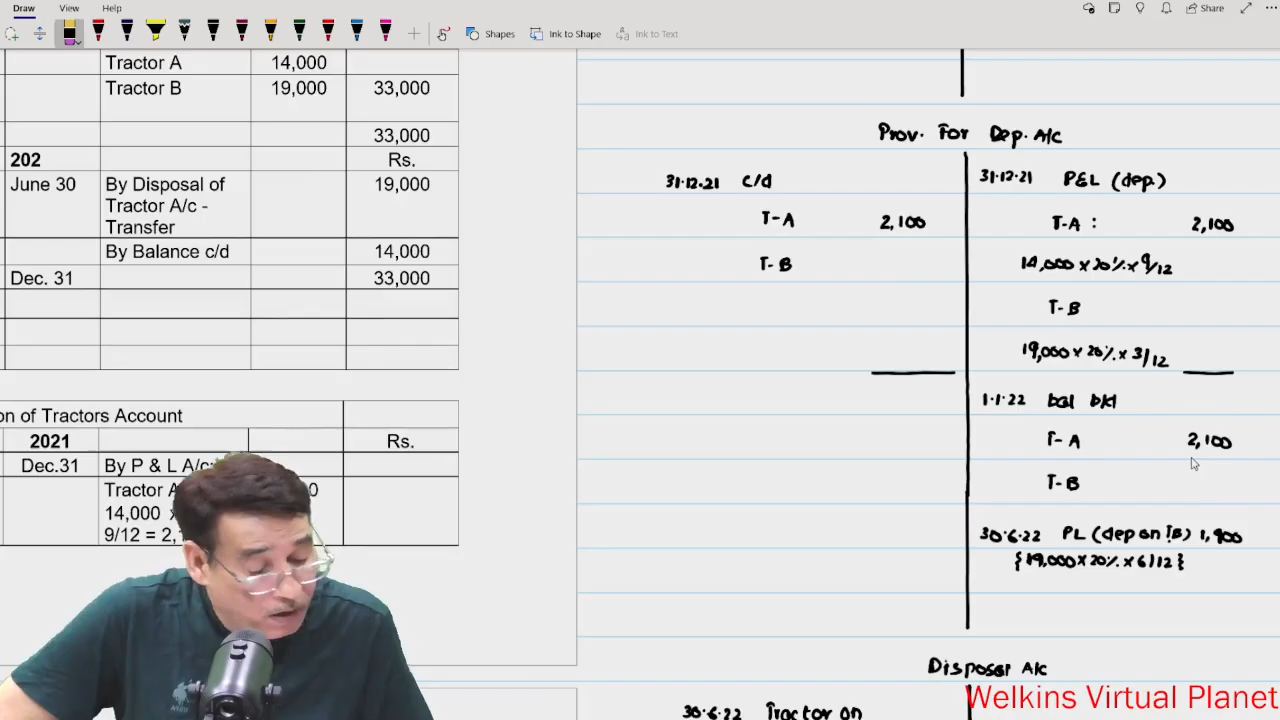 Draw View Help Share
Shapes Ink to Shape Ink to Text
Tractor A 14,000
Tractor B 19,000 33,000
33,000
202 Rs.
June 30 By Disposal of 19,000
Tractor A/c -
Transfer
By Balance c/d 14,000
Dec. 31 33,000
on of Tractors Account
2021 Rs.
Dec.31 By P & L A/c:
Tractor A 0
14,000 x
9/12 = 2,1
Prov. For Dep. A/c
31.12.21 c/d
T-A 2,100
T-B
31.12.21 P&L (dep.)
T-A : 2,100
14,000 x 20% x 9/12
T-B
19,000 x 20% x 3/12
1.1.22 bal b/d
T-A 2,100
T-B
30.6.22 PL (dep on TB) 1,900
{19,000 x 20% x 6/12}
Disposal A/c
30.6.22 Tractor on
Welkins Virtual Planet